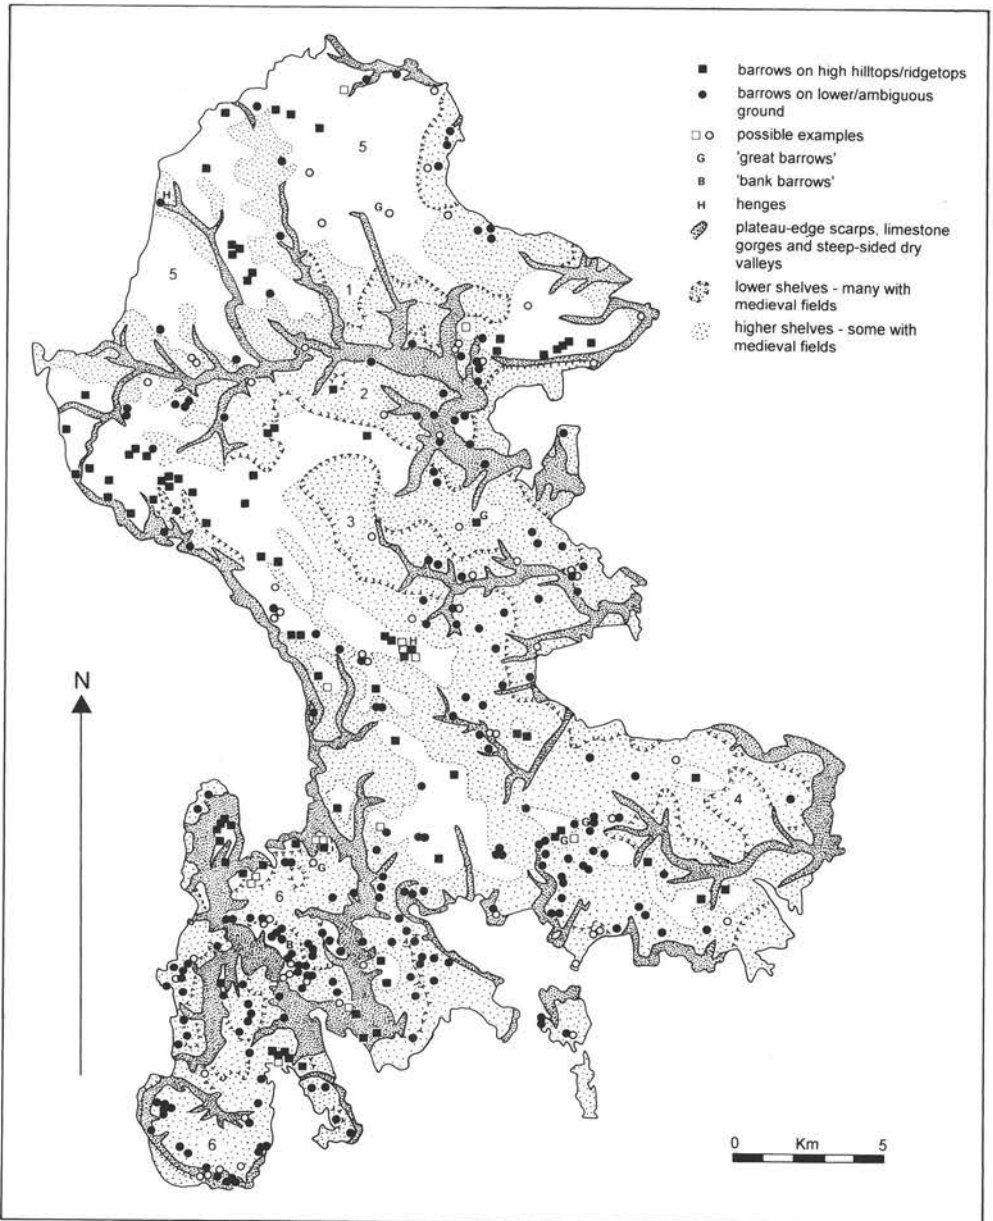 barrows on high hilltops/ridgetops
barrows on lower/ambiguous
ground
possible examples
G 'great barrows'
B 'bank barrows'
H henges
plateau-edge scarps, limestone
gorges and steep-sided dry
valleys
lower shelves - many with
medieval fields
higher shelves - some with
medieval fields
5
H
G
5
1
2
G
3
H
N
4
G
G
G
6
B
6
0 Km 5